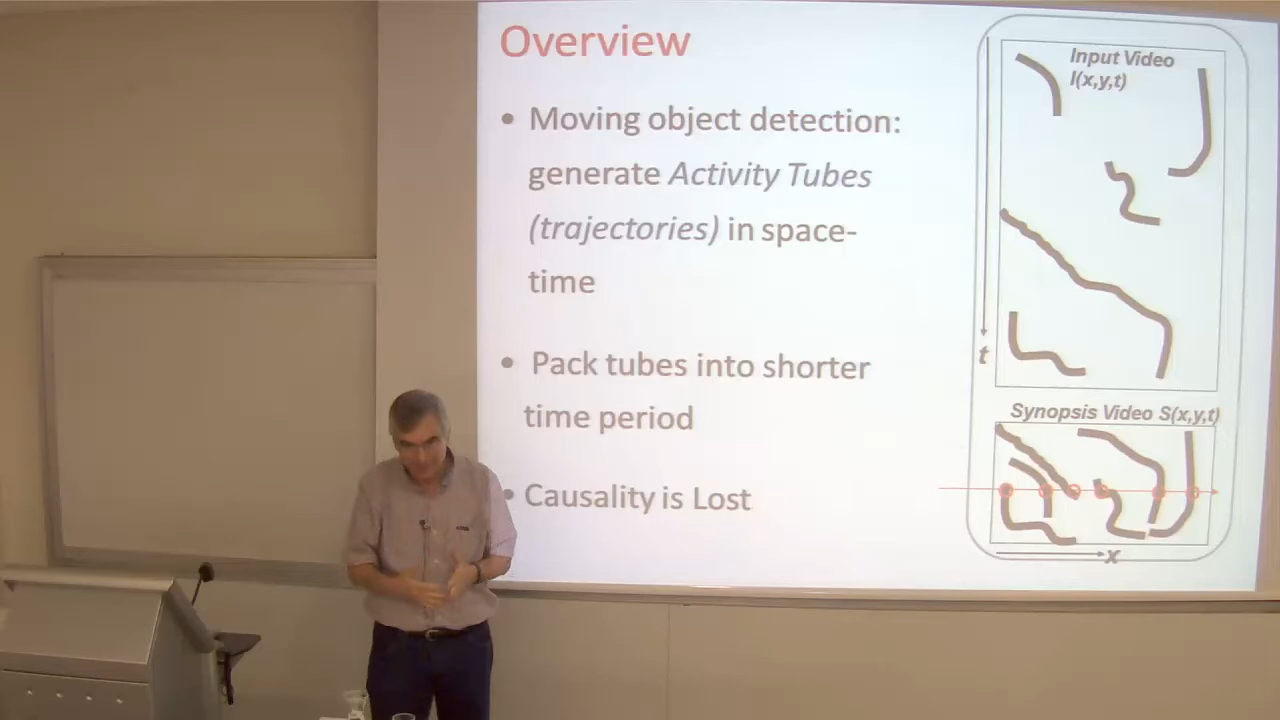 Overview
• Moving object detection:
generate Activity Tubes
(trajectories) in space-
time
• Pack tubes into shorter
time period
• Causality is Lost
Input Video
I(x,y,t)
t
Synopsis Video S(x,y,t)
x